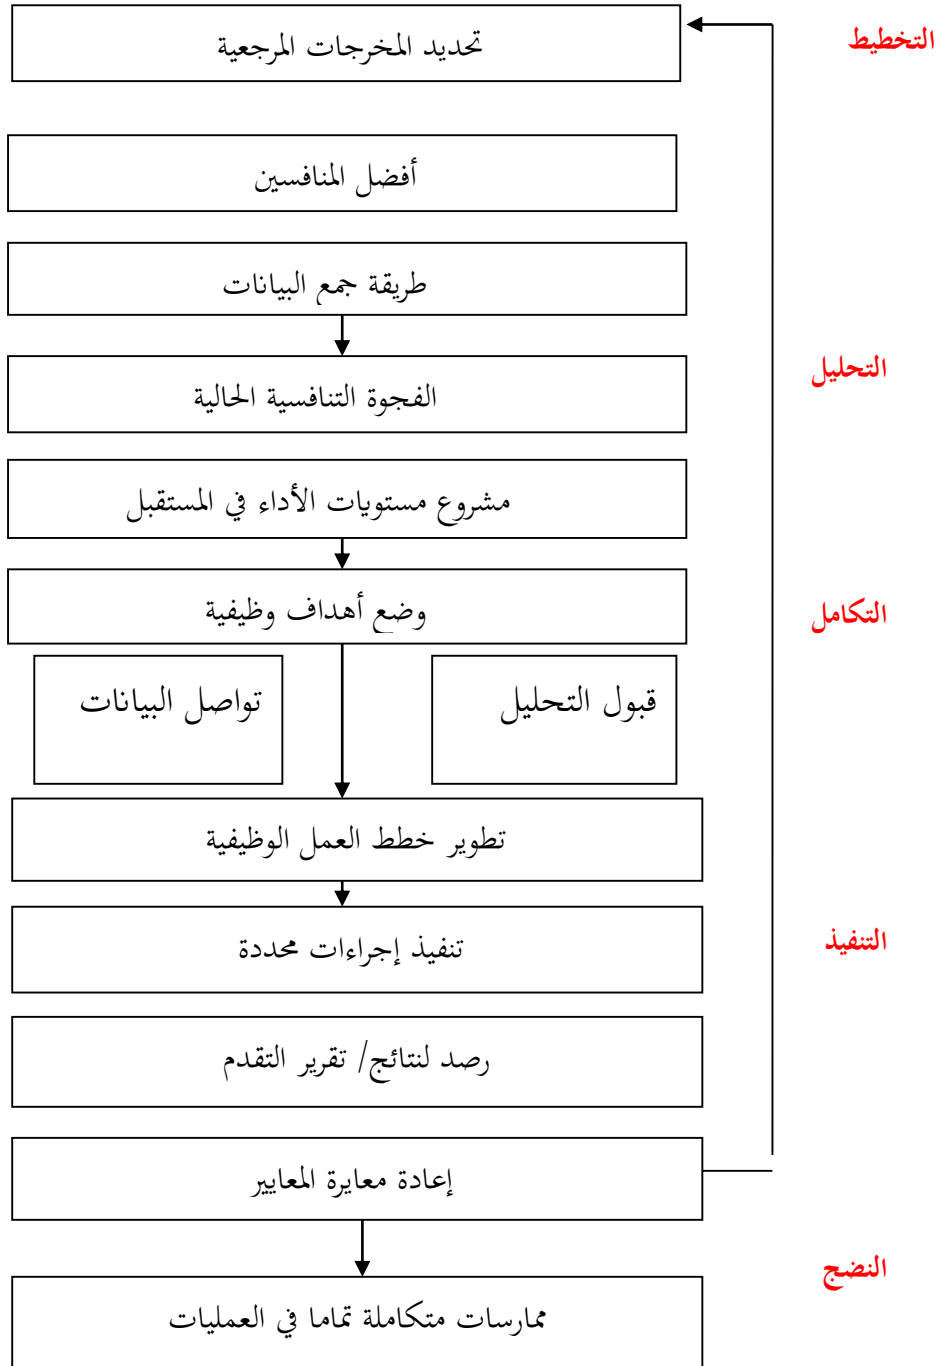 التخطيط
تحديد المخرجات المرجعية
أفضل المنافسين
طريقة جمع البيانات
التحليل
الفجوة التنافسية الحالية
مشروع مستويات الأداء في المستقبل
التكامل
وضع أهداف وظيفية
قبول التحليل
تواصل البيانات
تطوير خطط العمل الوظيفية
التنفيذ
تنفيذ إجراءات محددة
رصد لنتائج/ تقرير التقدم
إعادة معايرة المعايير
النضج
ممارسات متكاملة تماما في العمليات